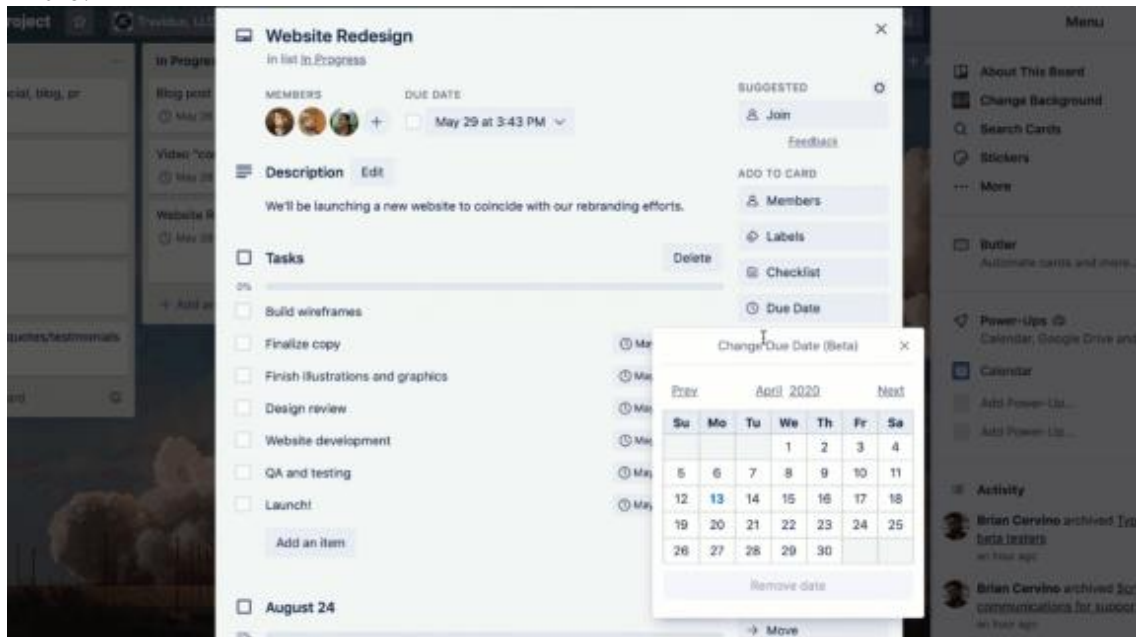 roject
Website Redesign
in list In Progress
MEMBERS
DUE DATE
May 29 at 3:43 PM
Description
Edit
We'll be launching a new website to coincide with our rebranding efforts.
Tasks
Delete
0%
Build wireframes
Finalize copy
Finish illustrations and graphics
Design review
Website development
QA and testing
Launch!
Add an item
August 24
SUGGESTED
Join
Feedback
ADD TO CARD
Members
Labels
Checklist
Due Date
Change Due Date (Beta)
Prev April 2020 Next
Su Mo Tu We Th Fr Sa
1 2 3 4
5 6 7 8 9 10 11
12 13 14 15 16 17 18
19 20 21 22 23 24 25
26 27 28 29 30
Remove date
Move
In Progre
cial, blog, pr
Blog post
Video "co
Website R
+ Add an
quotes/testimonials
Menu
About This Board
Change Background
Search Cards
Stickers
More
Butler
Automate cards and more...
Power-Ups
Calendar, Google Drive and
Calendar
Add Power-Up...
Add Power-Up...
Activity
Brian Cervino archived Typ
beta testers
an hour ago
Brian Cervino archived
communications for support
an hour ago